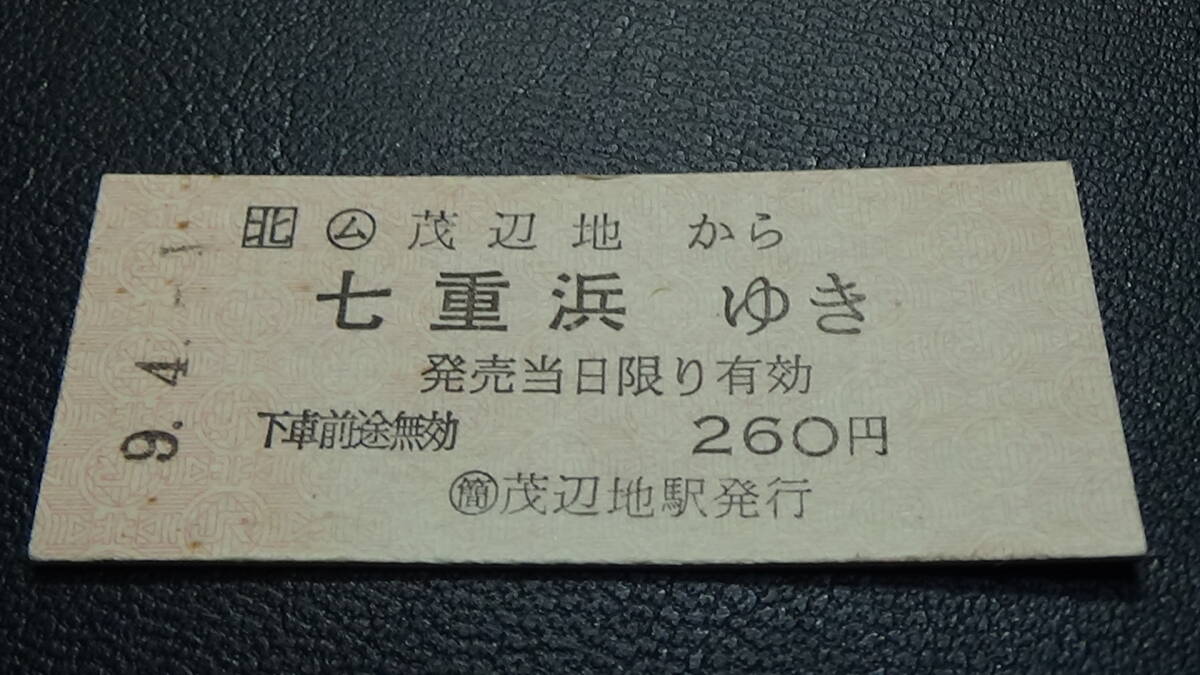 北 ム 茂辺地 から
七重浜 ゆき
発売当日限り有効
下車前途無効 260円
簡茂辺地駅発行
9.4.-1